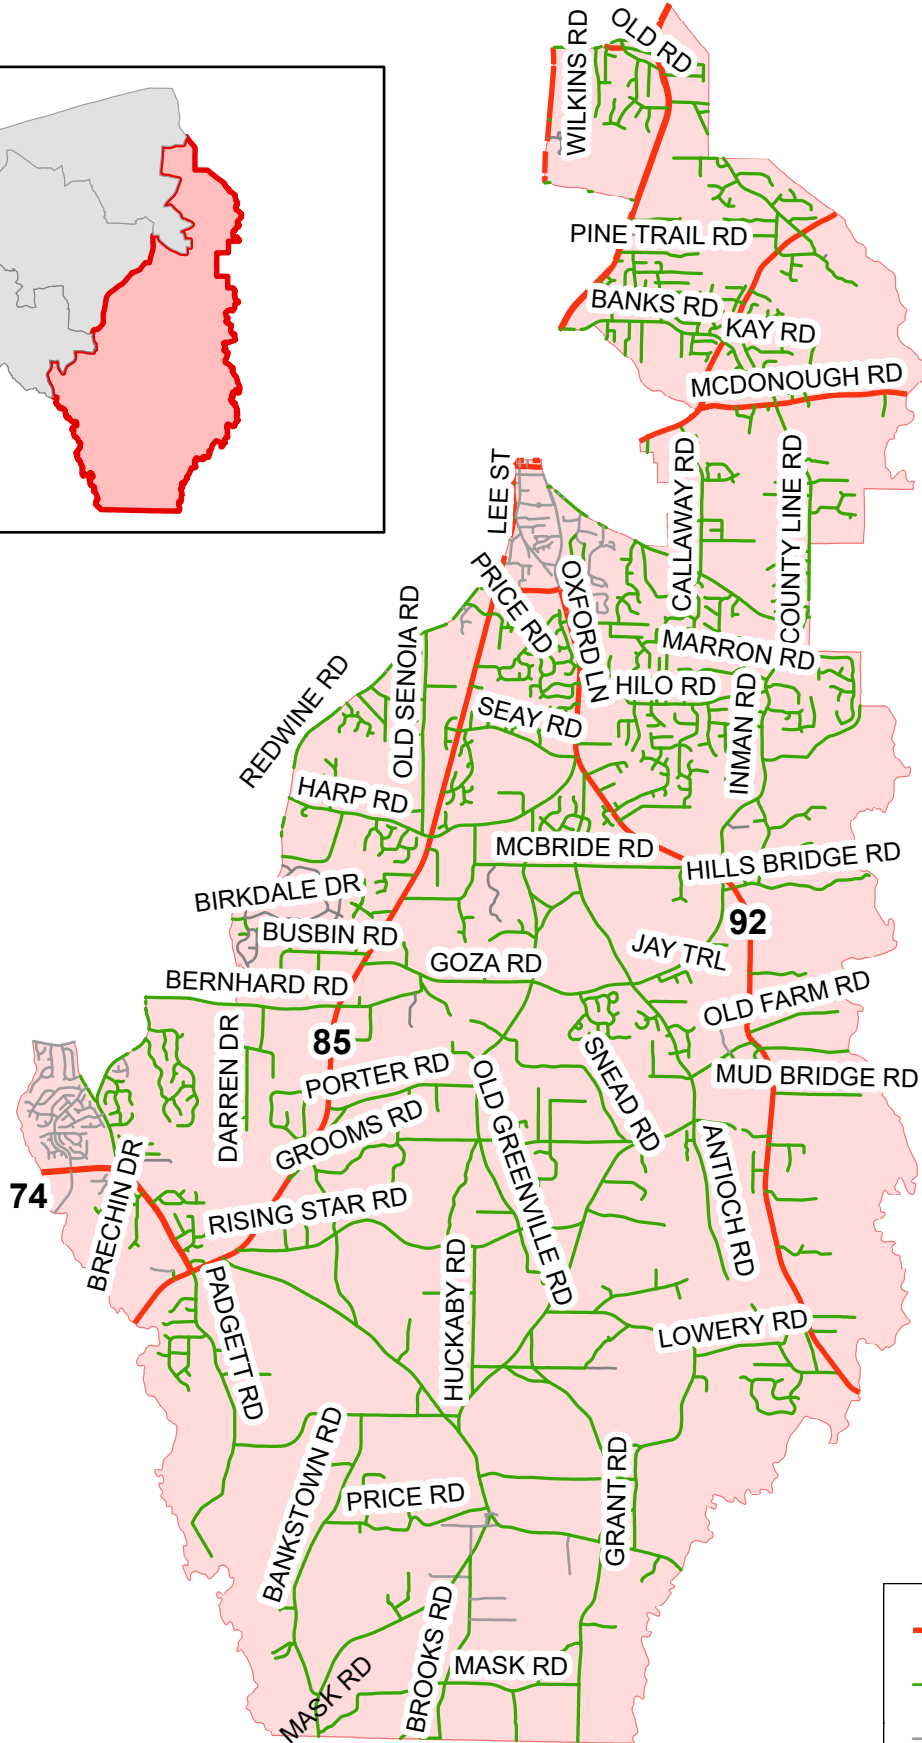 OLD RD
WILKINS RD
PINE TRAIL RD
BANKS RD
KAY RD
MCDONOUGH RD
LEE ST
CALLAWAY RD
COUNTY LINE RD
PRICE RD
OXFORD LN
OLD SENOIA RD
MARRON RD
REDWINE RD
HILO RD
INMAN RD
SEAY RD
HARP RD
MCBRIDE RD
HILLS BRIDGE RD
BIRKDALE DR
92
BUSBIN RD
JAY TRL
GOZA RD
BERNHARD RD
OLD FARM RD
DARREN DR
85
SNEAD RD
PORTER RD
MUD BRIDGE RD
OLD GREENVILLE RD
GROOMS RD
ANTIOCH RD
BRECHIN DR
74
RISING STAR RD
HUCKABY RD
PADGETT RD
LOWERY RD
BANKSTOWN RD
PRICE RD
GRANT RD
BROOKS RD
MASK RD
MASK RD